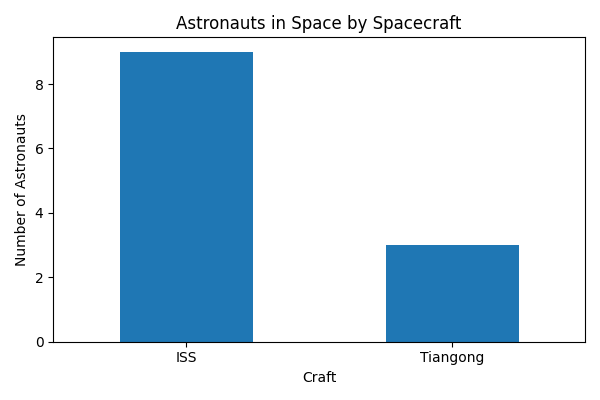 Astronauts in Space by Spacecraft
Number of Astronauts
8
6
4
2
0
ISS
Tiangong
Craft